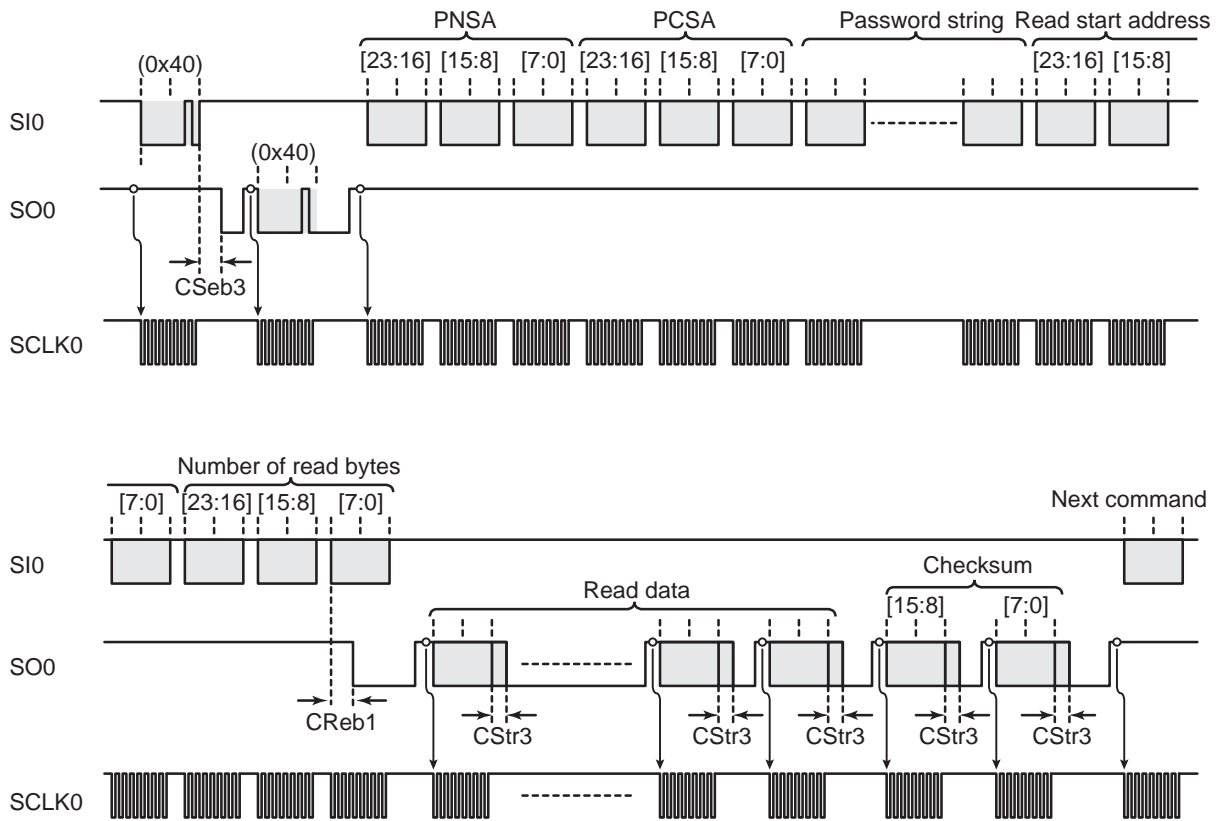 PNSA PCSA Password string Read start address
(0x40) [23:16] [15:8] [7:0] [23:16] [15:8] [7:0] [23:16] [15:8]
SI0
(0x40)
SO0
CSeb3
SCLK0
Number of read bytes
[7:0] [23:16] [15:8] [7:0] Next command
SI0
Checksum
Read data [15:8] [7:0]
SO0
CReb1 CStr3 CStr3 CStr3 CStr3 CStr3
SCLK0